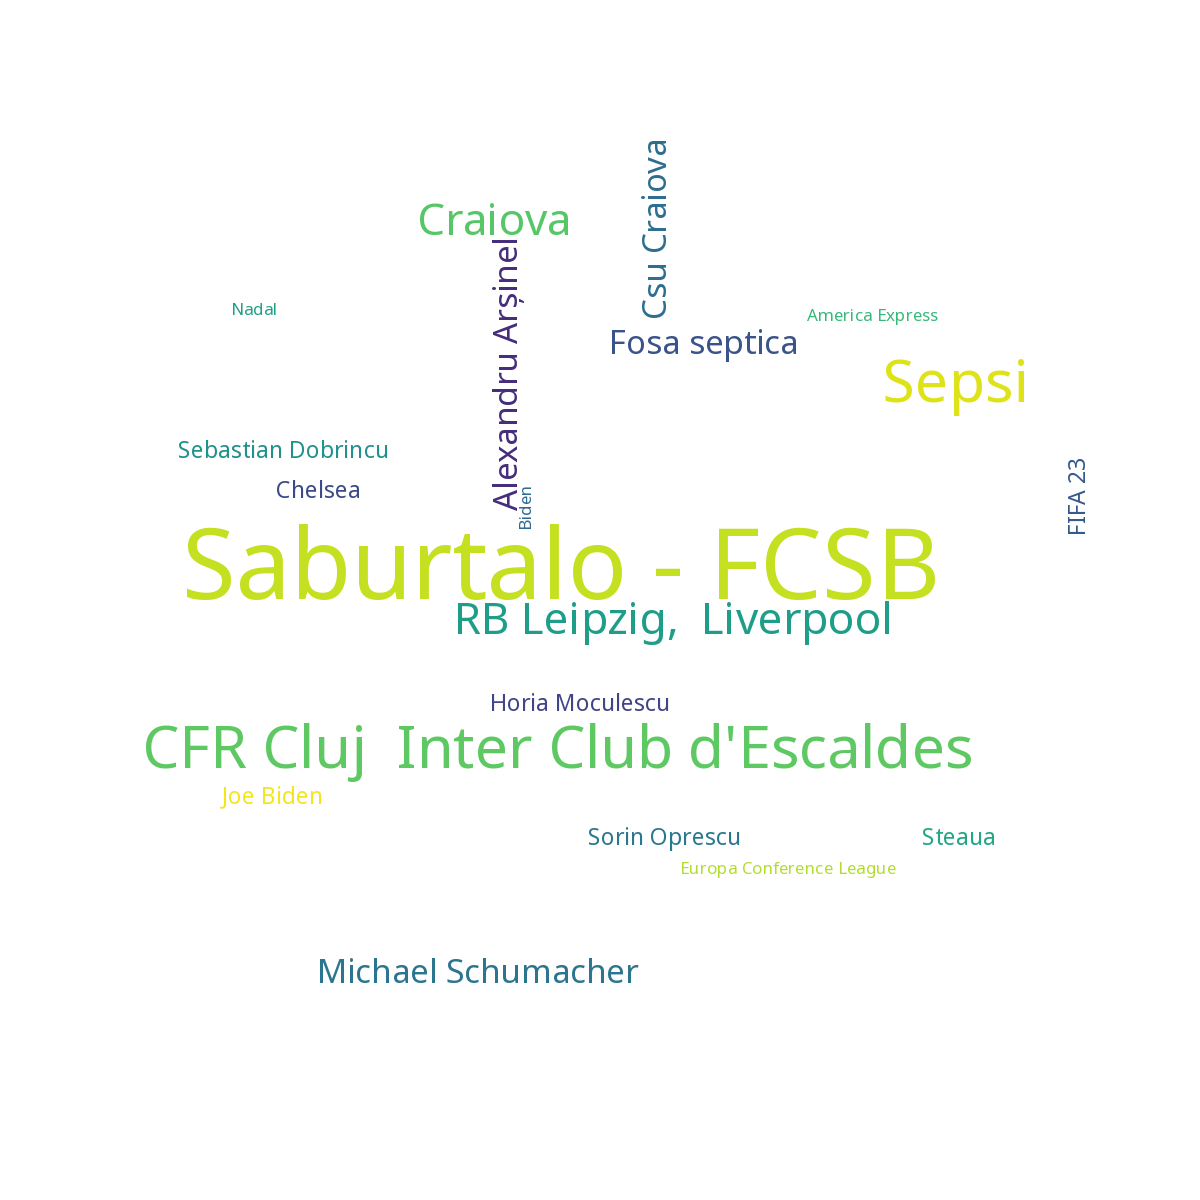 Csu Craiova
Craiova
Alexandru Arșinel
Nadal
America Express
Fosa septica
Sepsi
Sebastian Dobrincu
Chelsea
FIFA 23
Biden
Saburtalo - FCSB
RB Leipzig,  Liverpool
Horia Moculescu
CFR Cluj  Inter Club d'Escaldes
Joe Biden
Sorin Oprescu
Steaua
Europa Conference League
Michael Schumacher